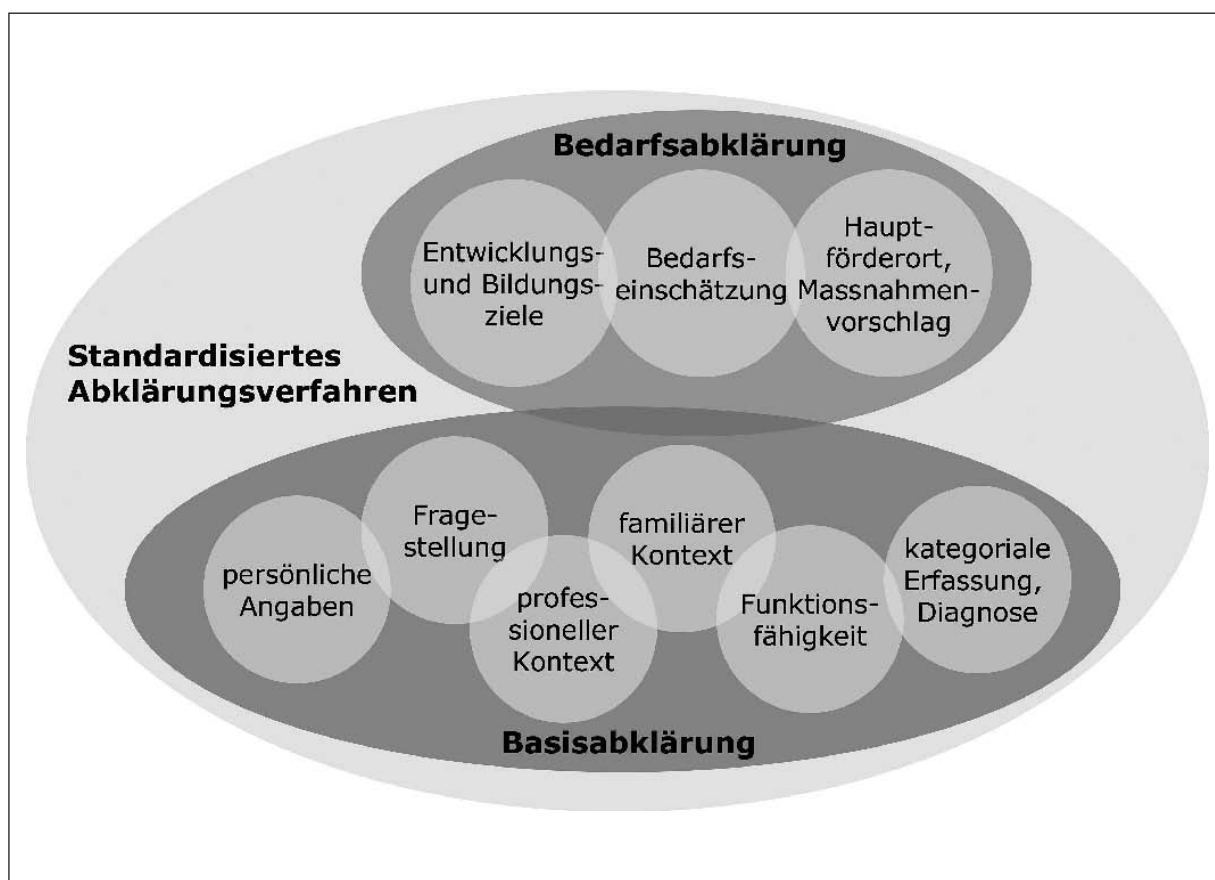 Bedarfsabklärung
Entwicklungs-
und Bildungs-
ziele
Bedarfs-
einschätzung
Haupt-
förderort,
Massnahmen-
vorschlag
Standardisiertes
Abklärungsverfahren
persönliche
Angaben
Frage-
stellung
profes-
sioneller
Kontext
familiärer
Kontext
Funktions-
fähigkeit
kategoriale
Erfassung,
Diagnose
Basisabklärung